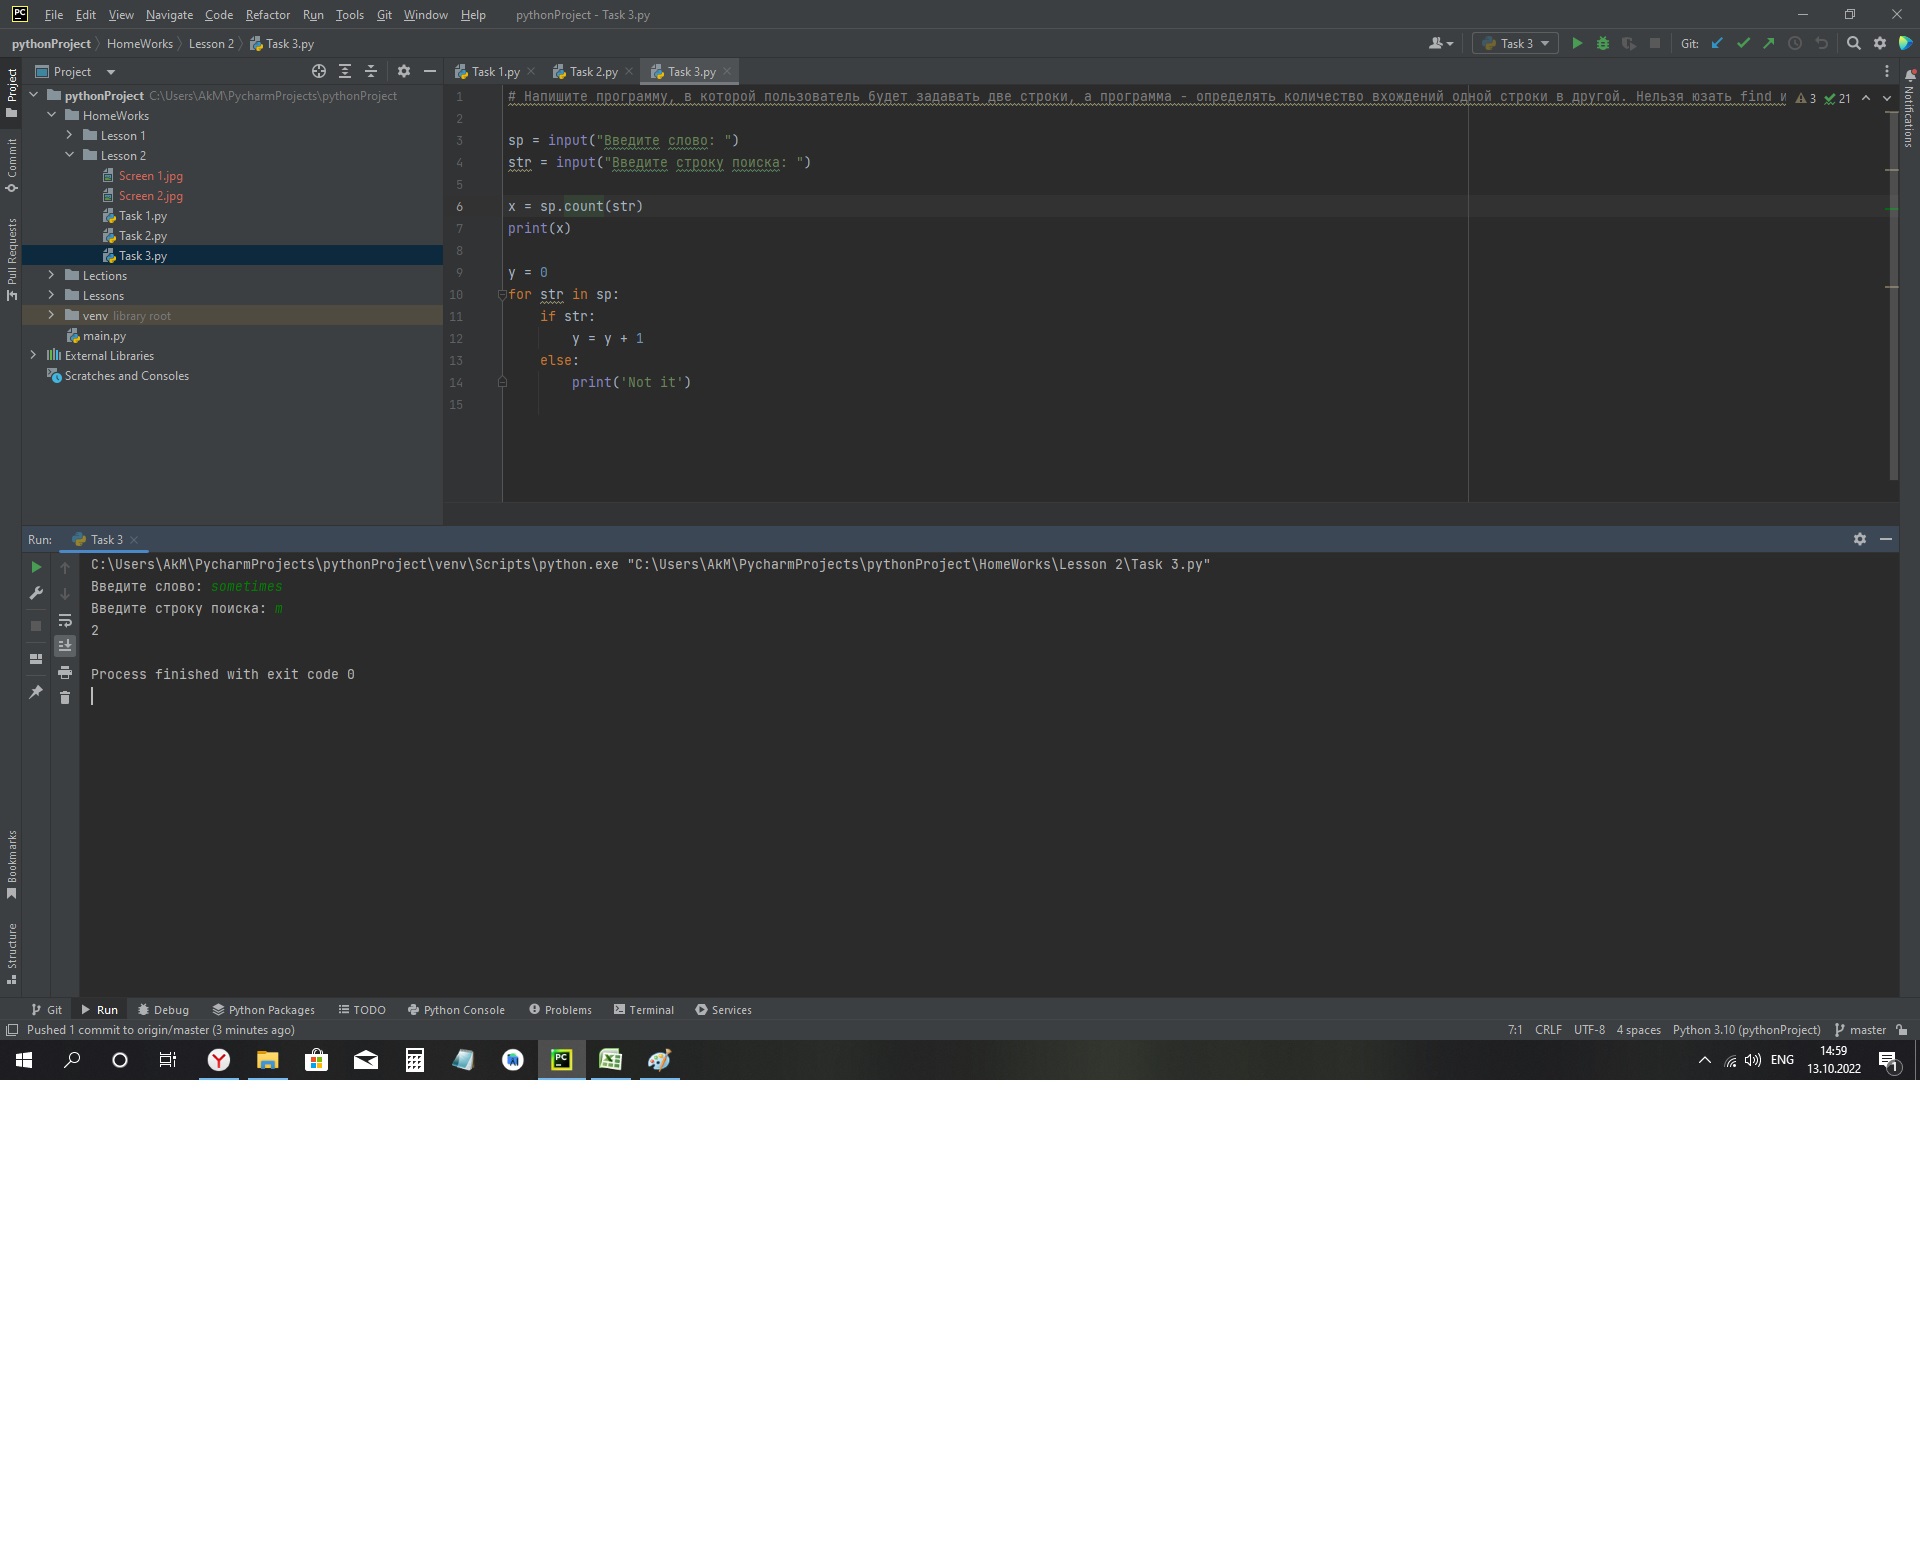 File Edit View Navigate Code Refactor Run Tools Git Window Help pythonProject - Task 3.py
pythonProject HomeWorks Lesson 2 Task 3.py
Task 3
Git:
Project
Task 1.py
Task 2.py
Task 3.py
pythonProject C:\Users\AkM\PycharmProjects\pythonProject
HomeWorks
Lesson 1
Lesson 2
Screen 1.jpg
Screen 2.jpg
Task 1.py
Task 2.py
Task 3.py
Lections
Lessons
venv library root
main.py
External Libraries
Scratches and Consoles
Project
Commit
Pull Requests
Bookmarks
Structure
Notifications
3 21
1 # Напишите программу, в которой пользователь будет задавать две строки, а программа - определять количество вхождений одной строки в другой. Нельзя юзать find и
2
3 sp = input("Введите слово: ")
4 str = input("Введите строку поиска: ")
5
6 x = sp.count(str)
7 print(x)
8
9 y = 0
10 for str in sp:
11 if str:
12 y = y + 1
13 else:
14 print('Not it')
15
Run: Task 3
C:\Users\AkM\PycharmProjects\pythonProject\venv\Scripts\python.exe "C:\Users\AkM\PycharmProjects\pythonProject\HomeWorks\Lesson 2\Task 3.py"
Введите слово: sometimes
Введите строку поиска: m
2
Process finished with exit code 0
Git Run Debug Python Packages TODO Python Console Problems Terminal Services
Pushed 1 commit to origin/master (3 minutes ago)
7:1 CRLF UTF-8 4 spaces Python 3.10 (pythonProject) master
ENG
14:59
13.10.2022
1